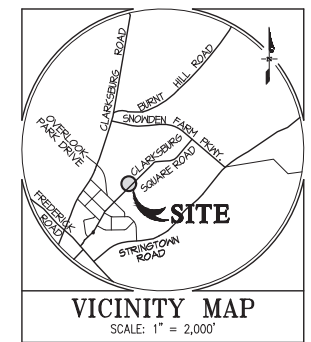 CLARKSBURG ROAD
BURNT HILL ROAD
SNOWDEN FARM PKWY
OVERLOOK
PARK DRIVE
CLARKSBURG
SQUARE ROAD
FREDERICK
ROAD
SITE
STRINGTOWN
ROAD
VICINITY MAP
SCALE: 1" = 2,000'